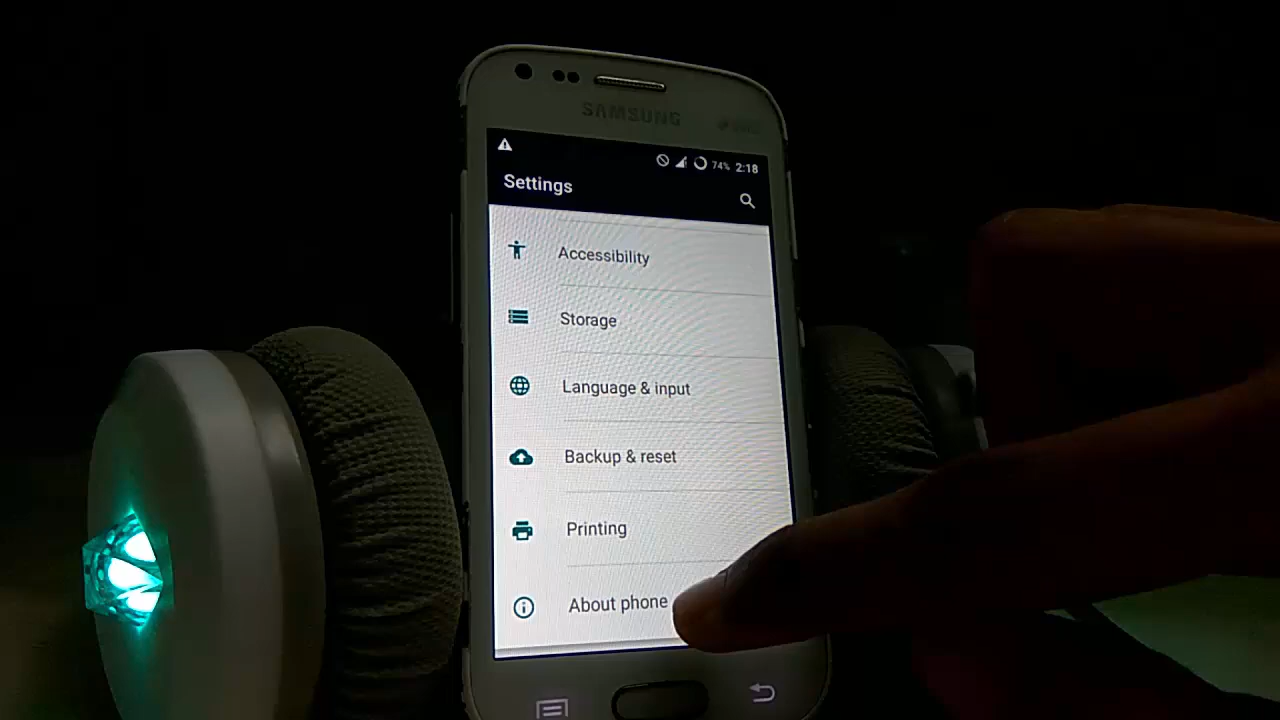 SAMSUNG
74% 2:18
Settings
Accessibility
Storage
Language & input
Backup & reset
Printing
About phone